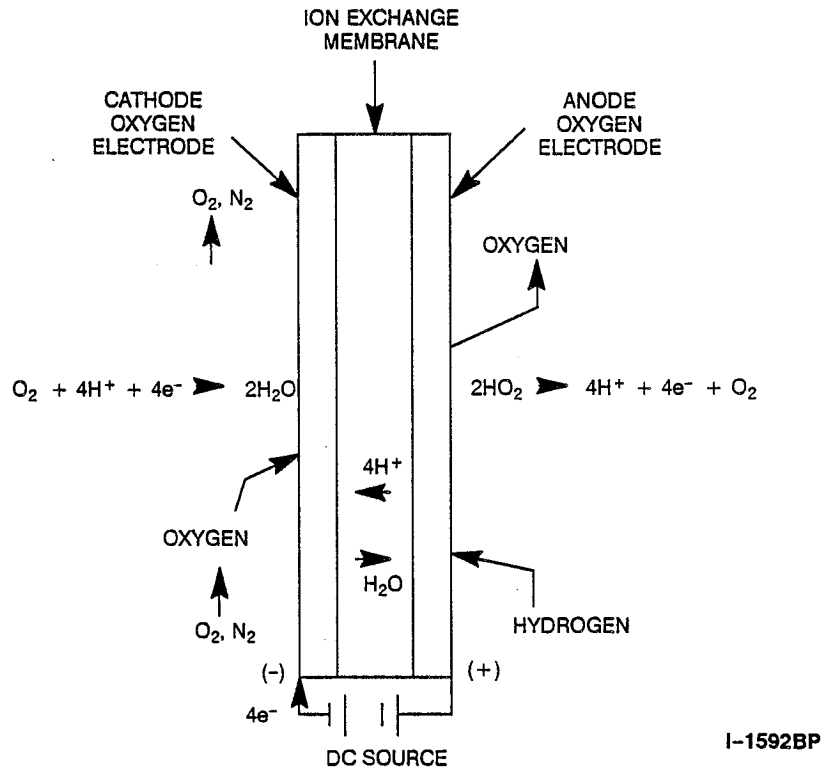 ION EXCHANGE
MEMBRANE
CATHODE
OXYGEN
ELECTRODE
ANODE
OXYGEN
ELECTRODE
O₂, N₂
OXYGEN
O₂ + 4H⁺ + 4e⁻ ➤ 2H₂O
2HO₂ ➤ 4H⁺ + 4e⁻ + O₂
4H⁺
OXYGEN
H₂O
O₂, N₂
HYDROGEN
(–)
(+)
4e⁻
DC SOURCE
I–1592BP